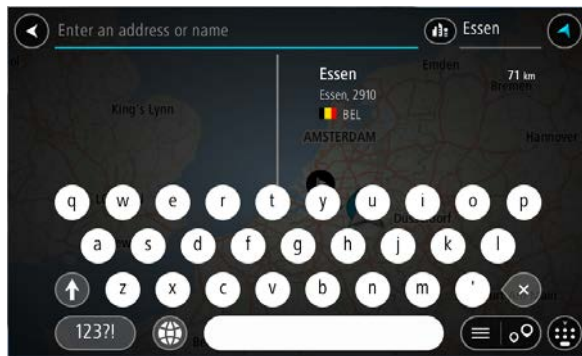 Enter an address or name
Essen
Essen
71 km
Essen, 2910
BEL
Emden
Bremen
King's Lynn
AMSTERDAM
Hannover
q w e r t y u i o p
Düsseldorf
a s d f g h j k l
z x c v b n m '
123?!